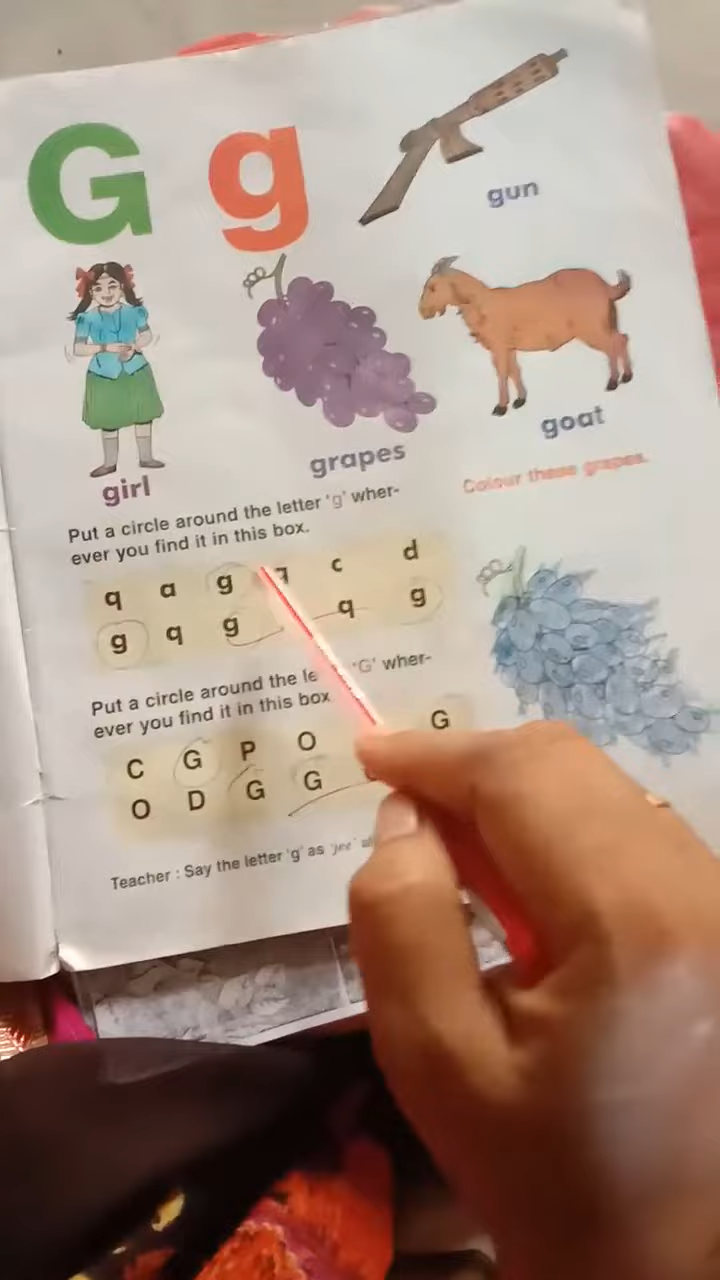 G g
gun
girl
grapes
goat
Put a circle around the letter 'g' wher-
ever you find it in this box.
q a g q c d
g q g q g
Colour these grapes.
Put a circle around the le 'G' wher-
ever you find it in this box
C G P O G
O D G G
Teacher : Say the letter 'g' as 'jee'